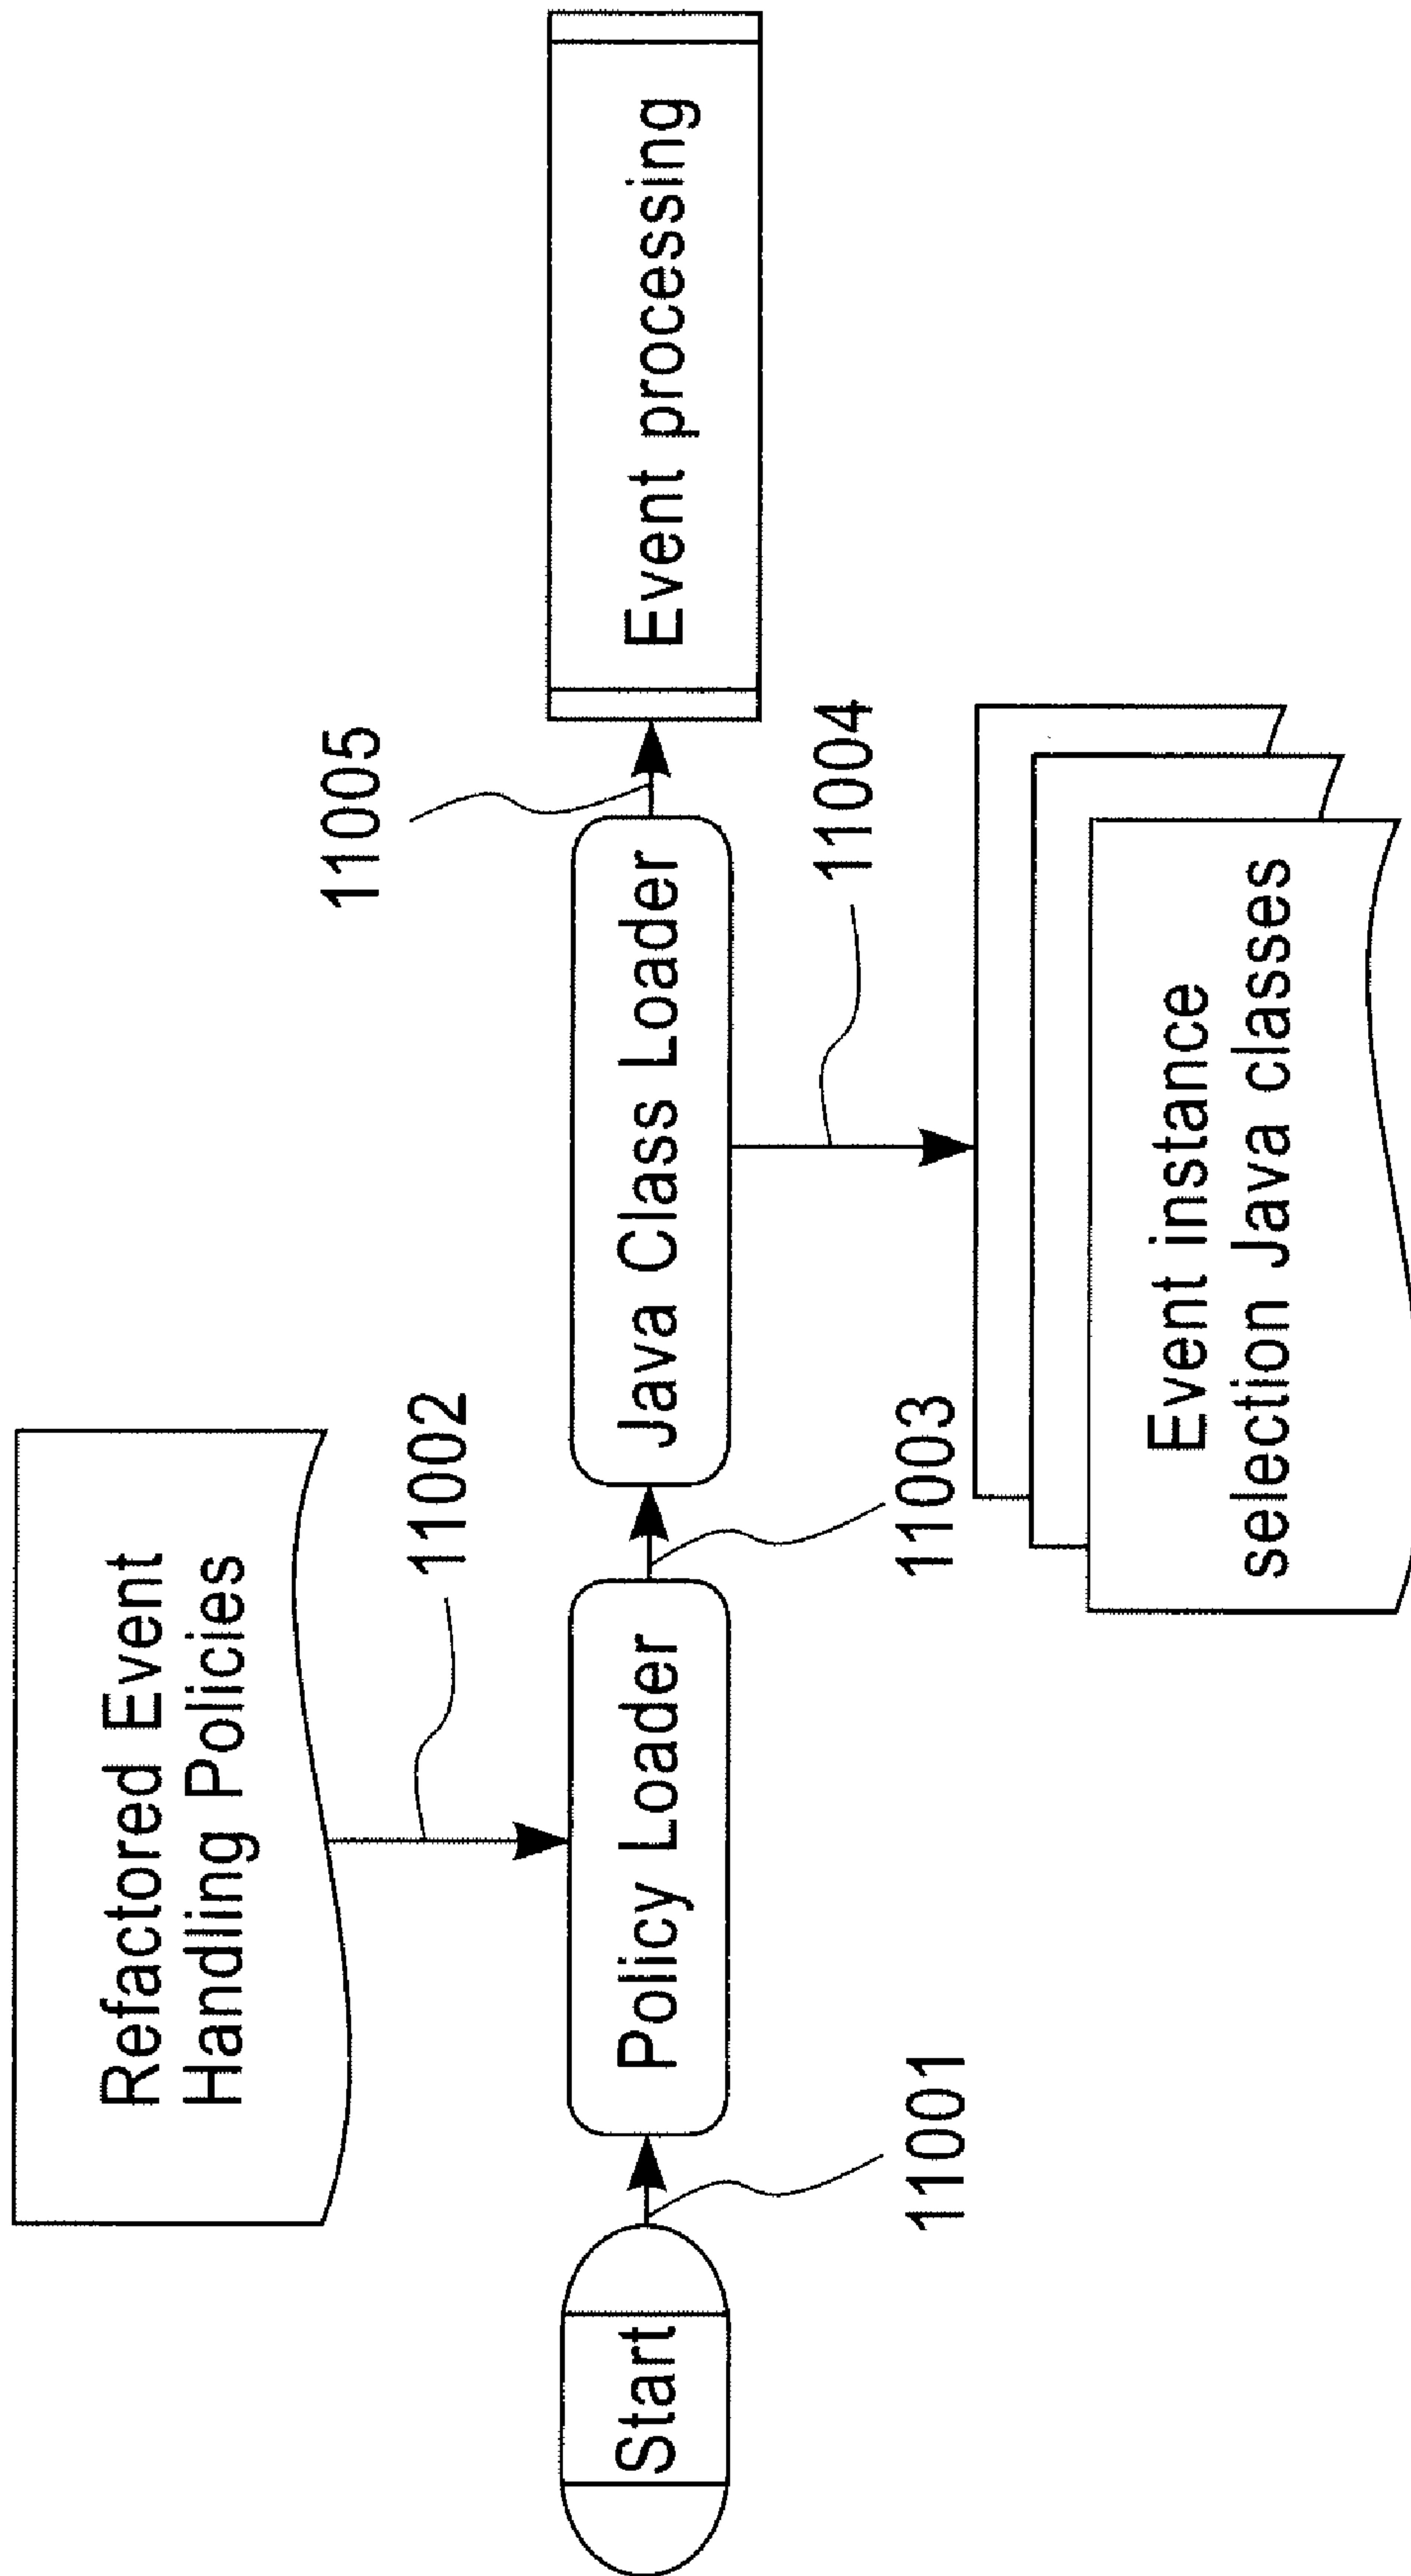 Refactored Event
Handling Policies
11002
11005
Start
Policy Loader
Java Class Loader
Event processing
11001
11003
11004
Event instance
selection Java classes